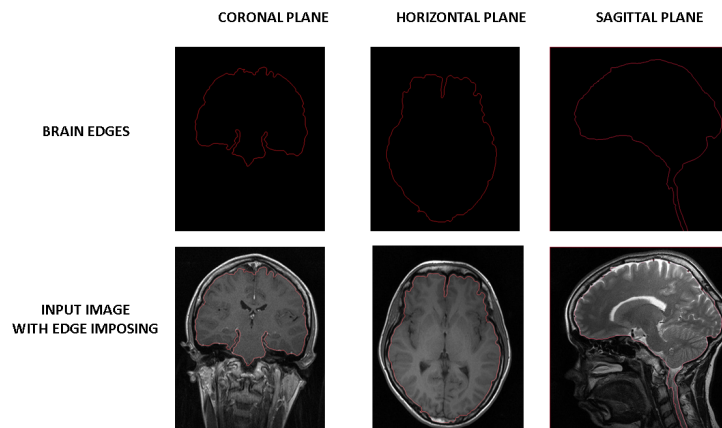 CORONAL PLANE
HORIZONTAL PLANE
SAGITTAL PLANE
BRAIN EDGES
INPUT IMAGE
WITH EDGE IMPOSING